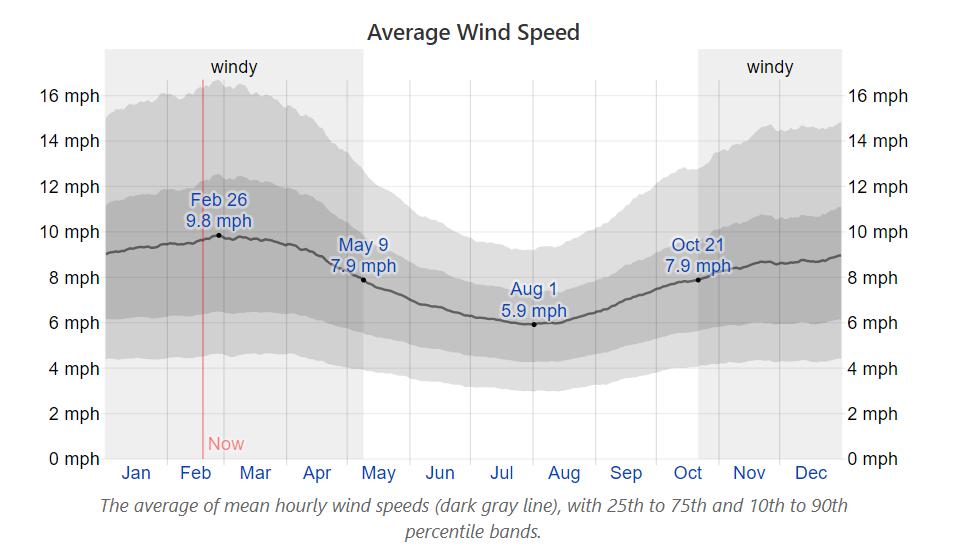 Average Wind Speed
windy
windy
16 mph
16 mph
14 mph
14 mph
12 mph
12 mph
Feb 26
9.8 mph
10 mph
10 mph
May 9
7.9 mph
Oct 21
7.9 mph
8 mph
8 mph
Aug 1
5.9 mph
6 mph
6 mph
4 mph
4 mph
2 mph
2 mph
Now
0 mph
0 mph
Jan Feb Mar Apr May Jun Jul Aug Sep Oct Nov Dec
The average of mean hourly wind speeds (dark gray line), with 25th to 75th and 10th to 90th
percentile bands.